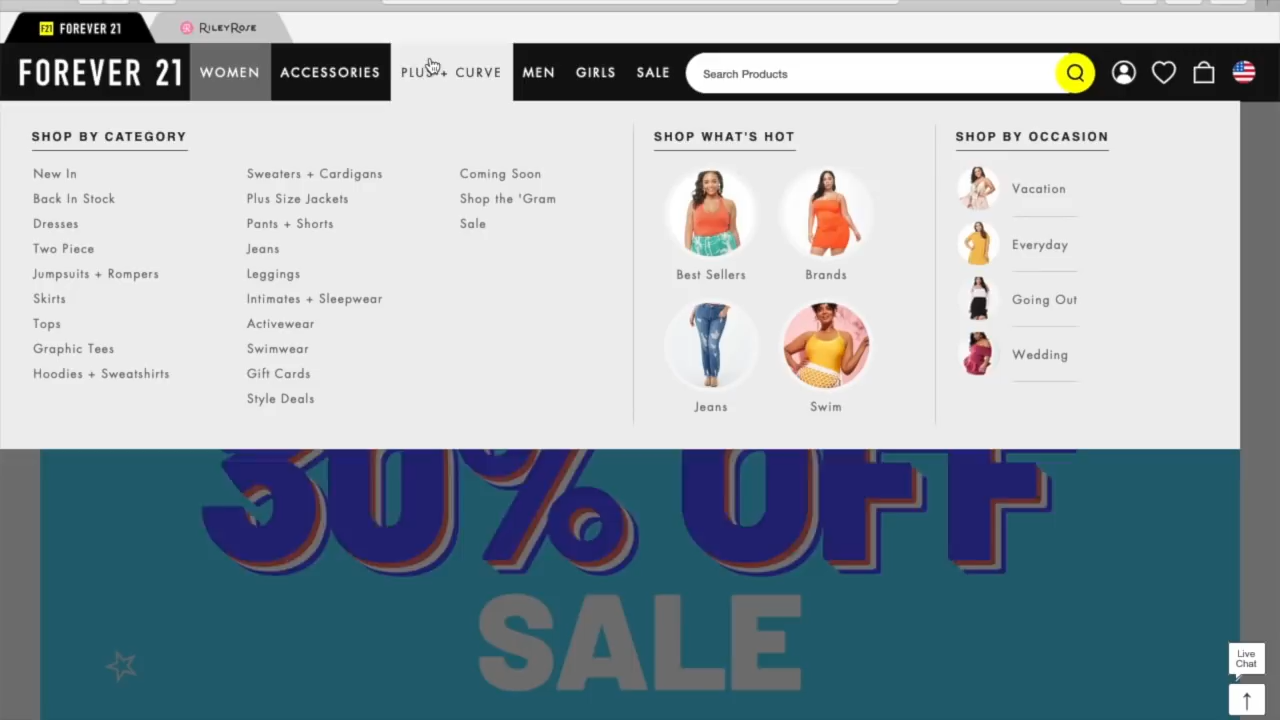 F21 FOREVER 21
RILEYROSE
FOREVER 21
WOMEN
ACCESSORIES
PLUS + CURVE
MEN
GIRLS
SALE
Search Products
SHOP BY CATEGORY
New In
Back In Stock
Dresses
Two Piece
Jumpsuits + Rompers
Skirts
Tops
Graphic Tees
Hoodies + Sweatshirts
Sweaters + Cardigans
Plus Size Jackets
Pants + Shorts
Jeans
Leggings
Intimates + Sleepwear
Activewear
Swimwear
Gift Cards
Style Deals
Coming Soon
Shop the 'Gram
Sale
SHOP WHAT'S HOT
Best Sellers
Brands
Jeans
Swim
SHOP BY OCCASION
Vacation
Everyday
Going Out
Wedding
30% OFF
SALE
Live
Chat